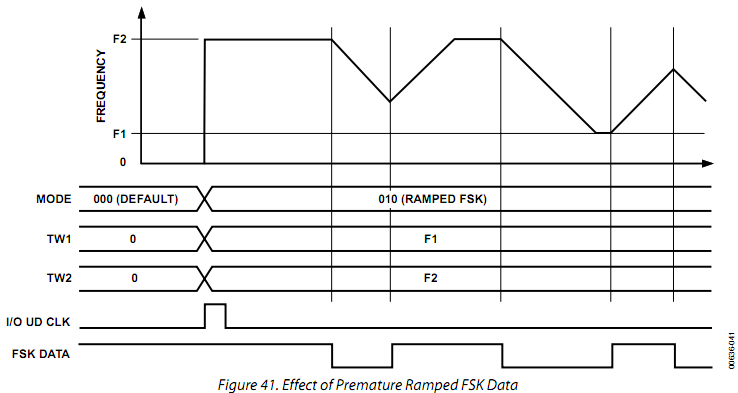 F2
FREQUENCY
F1
0
MODE 000 (DEFAULT) 010 (RAMPED FSK)
TW1 0 F1
TW2 0 F2
I/O UD CLK
FSK DATA
00636-041
Figure 41. Effect of Premature Ramped FSK Data